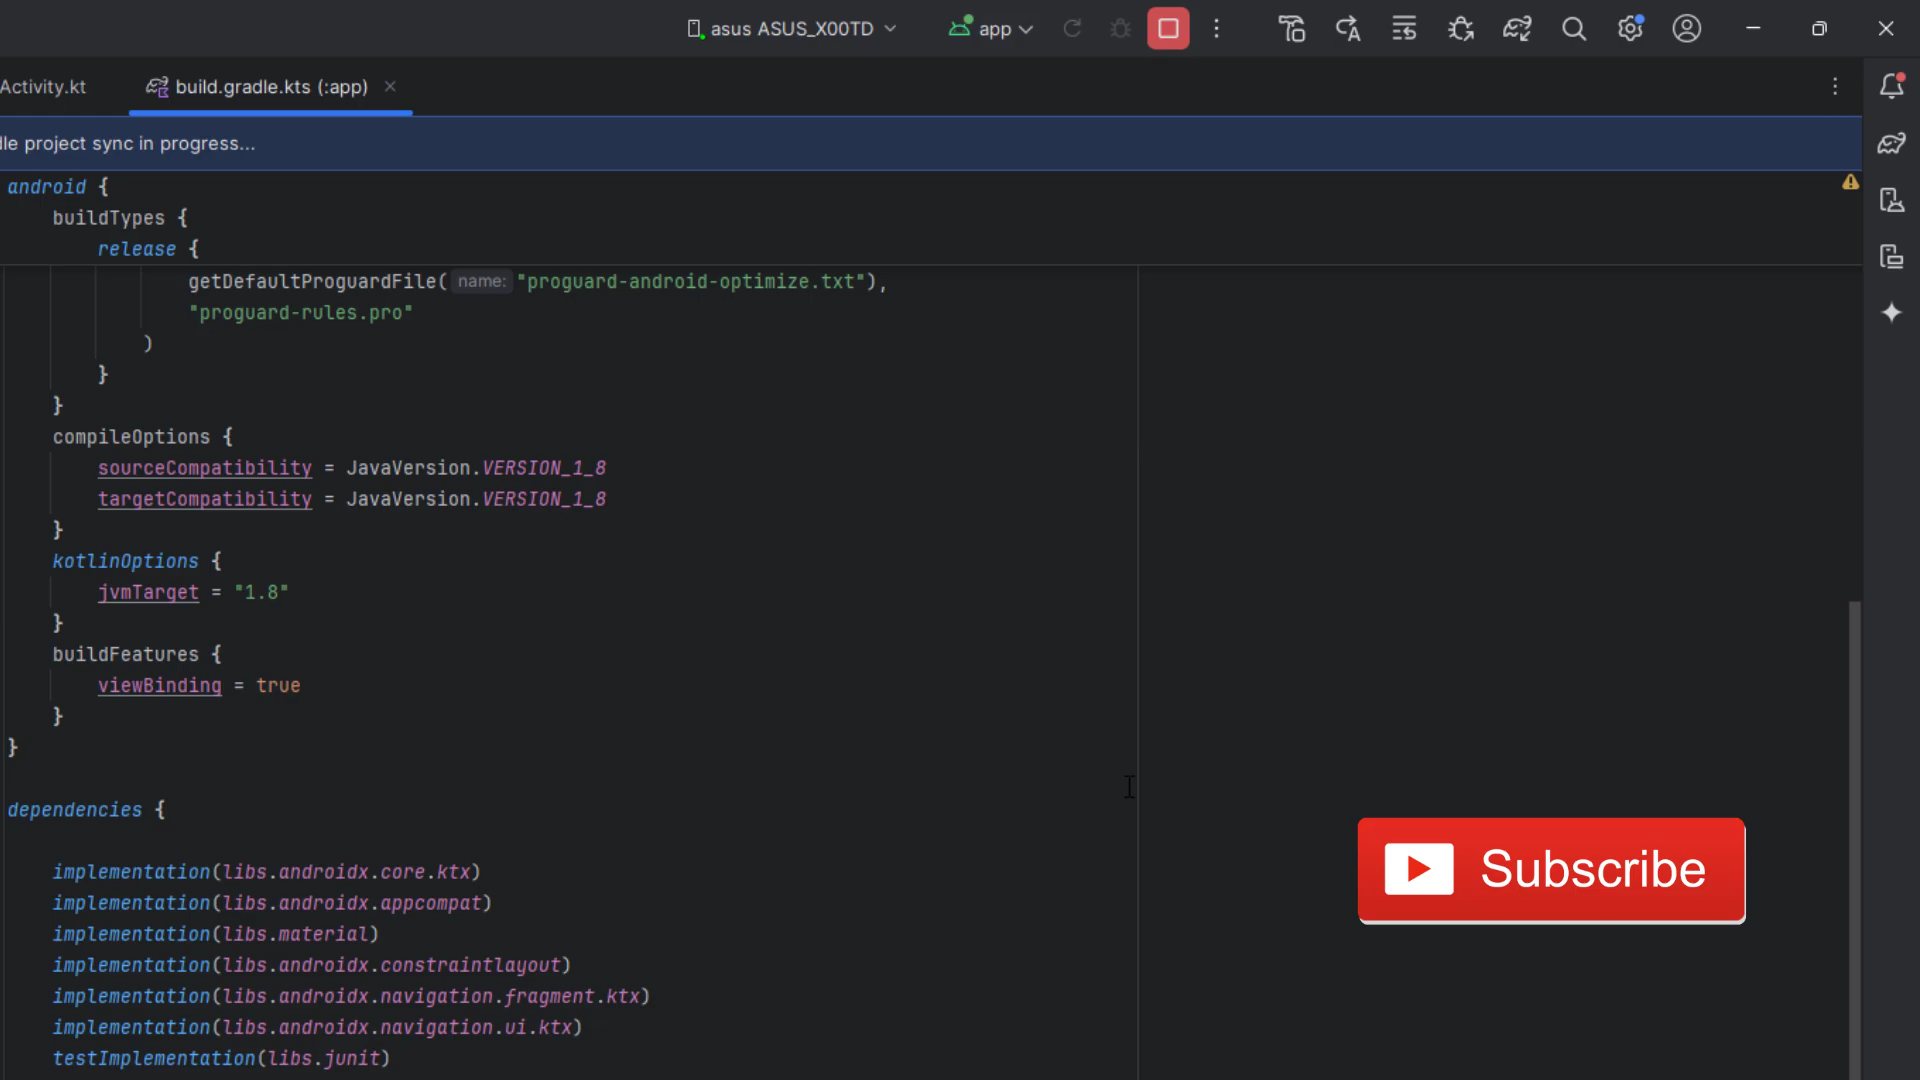 asus ASUS_X00TD
app
Activity.kt
build.gradle.kts (:app)
lle project sync in progress...
android {
buildTypes {
release {
getDefaultProguardFile( name: "proguard-android-optimize.txt"),
"proguard-rules.pro"
)
}
}
compileOptions {
sourceCompatibility = JavaVersion.VERSION_1_8
targetCompatibility = JavaVersion.VERSION_1_8
}
kotlinOptions {
jvmTarget = "1.8"
}
buildFeatures {
viewBinding = true
}
}
dependencies {
implementation(libs.androidx.core.ktx)
implementation(libs.androidx.appcompat)
implementation(libs.material)
implementation(libs.androidx.constraintlayout)
implementation(libs.androidx.navigation.fragment.ktx)
implementation(libs.androidx.navigation.ui.ktx)
testImplementation(libs.junit)
Subscribe